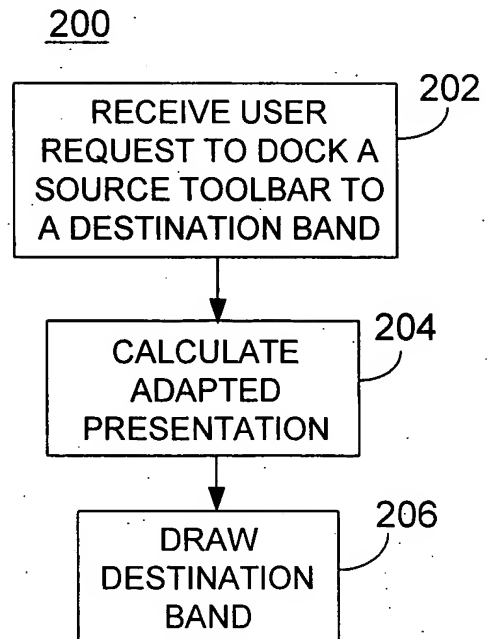 200
RECEIVE USER
REQUEST TO DOCK A
SOURCE TOOLBAR TO
A DESTINATION BAND
202
CALCULATE
ADAPTED
PRESENTATION
204
DRAW
DESTINATION
BAND
206